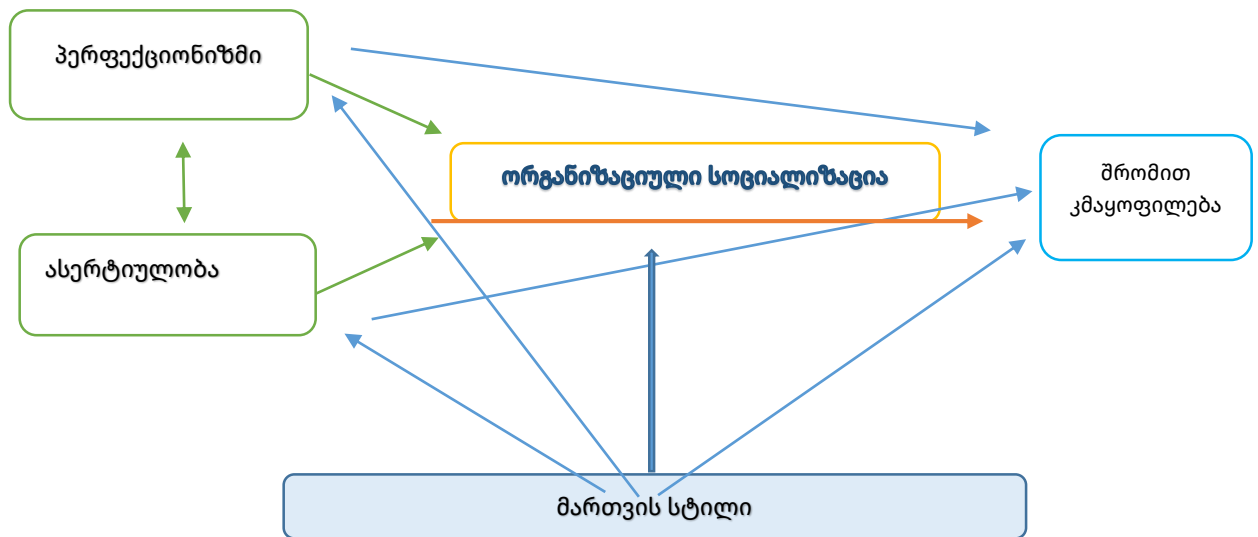 პერფექციონიზმი
ორგანიზაციული სოციალიზაცია
შრომით
კმაყოფილება
ასერტიულობა
მართვის სტილი